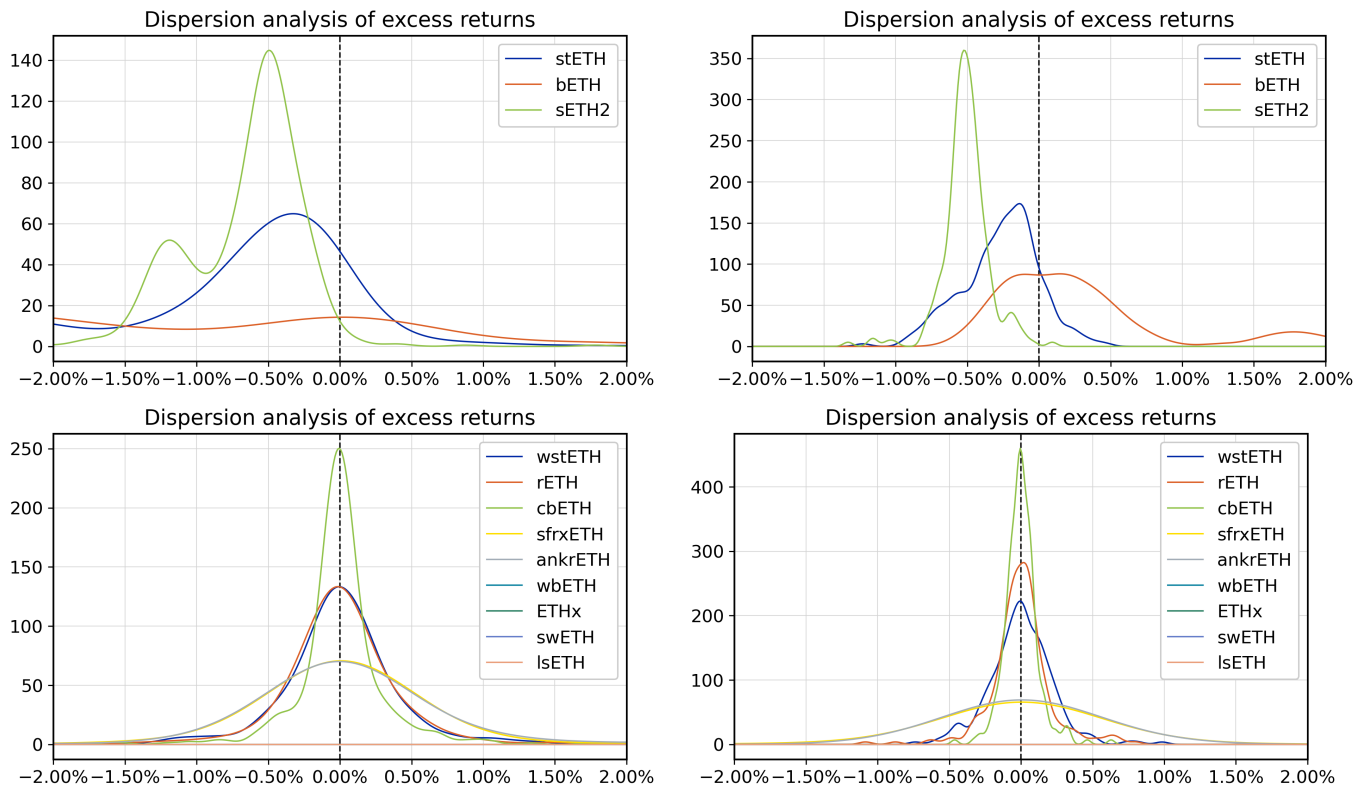 Dispersion analysis of excess returns
140
120
100
80
60
40
20
0
−2.00%−1.50%−1.00%−0.50% 0.00% 0.50% 1.00% 1.50% 2.00%
stETH
bETH
sETH2
Dispersion analysis of excess returns
350
300
250
200
150
100
50
0
−2.00%−1.50%−1.00%−0.50% 0.00% 0.50% 1.00% 1.50% 2.00%
stETH
bETH
sETH2
Dispersion analysis of excess returns
250
200
150
100
50
0
−2.00%−1.50%−1.00%−0.50% 0.00% 0.50% 1.00% 1.50% 2.00%
wstETH
rETH
cbETH
sfrxETH
ankrETH
wbETH
ETHx
swETH
lsETH
Dispersion analysis of excess returns
400
300
200
100
0
−2.00%−1.50%−1.00%−0.50% 0.00% 0.50% 1.00% 1.50% 2.00%
wstETH
rETH
cbETH
sfrxETH
ankrETH
wbETH
ETHx
swETH
lsETH